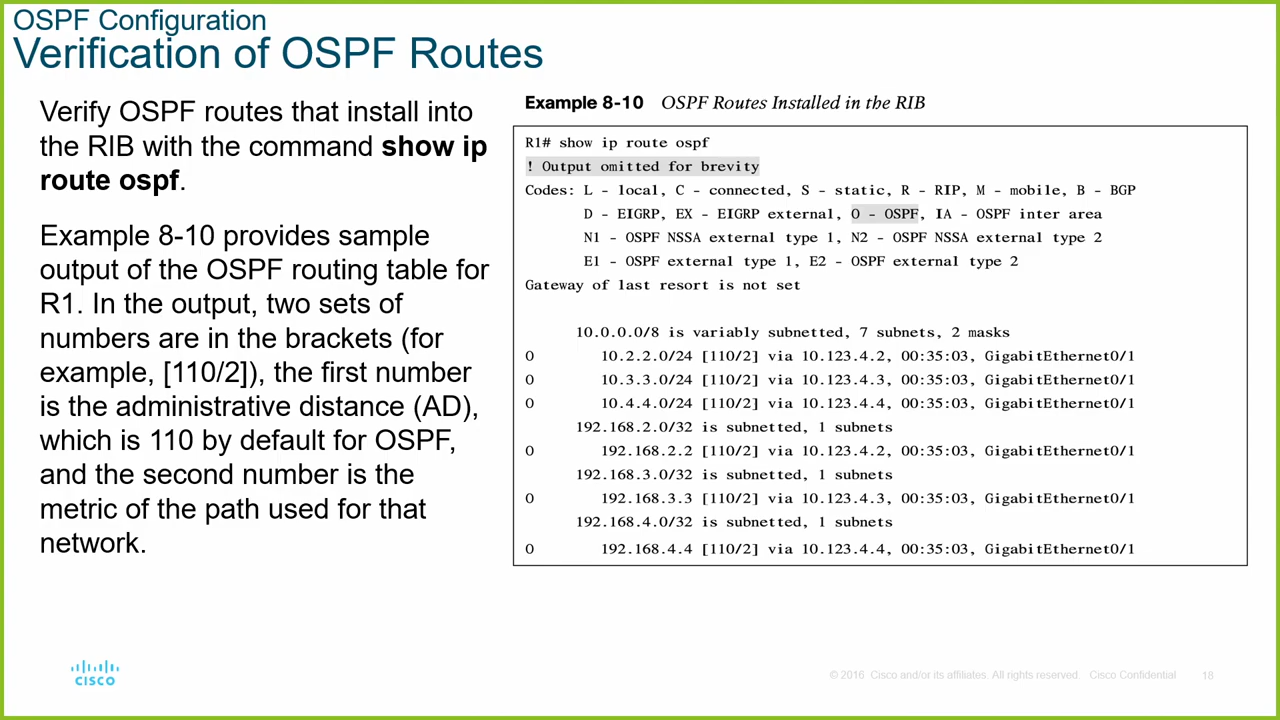 OSPF Configuration
Verification of OSPF Routes
Verify OSPF routes that install into
the RIB with the command show ip
route ospf.
Example 8-10 provides sample
output of the OSPF routing table for
R1. In the output, two sets of
numbers are in the brackets (for
example, [110/2]), the first number
is the administrative distance (AD),
which is 110 by default for OSPF,
and the second number is the
metric of the path used for that
network.
Example 8-10 OSPF Routes Installed in the RIB
R1# show ip route ospf
! Output omitted for brevity
Codes: L - local, C - connected, S - static, R - RIP, M - mobile, B - BGP
D - EIGRP, EX - EIGRP external, O - OSPF, IA - OSPF inter area
N1 - OSPF NSSA external type 1, N2 - OSPF NSSA external type 2
E1 - OSPF external type 1, E2 - OSPF external type 2
Gateway of last resort is not set
10.0.0.0/8 is variably subnetted, 7 subnets, 2 masks
O 10.2.2.0/24 [110/2] via 10.123.4.2, 00:35:03, GigabitEthernet0/1
O 10.3.3.0/24 [110/2] via 10.123.4.3, 00:35:03, GigabitEthernet0/1
O 10.4.4.0/24 [110/2] via 10.123.4.4, 00:35:03, GigabitEthernet0/1
192.168.2.0/32 is subnetted, 1 subnets
O 192.168.2.2 [110/2] via 10.123.4.2, 00:35:03, GigabitEthernet0/1
192.168.3.0/32 is subnetted, 1 subnets
O 192.168.3.3 [110/2] via 10.123.4.3, 00:35:03, GigabitEthernet0/1
192.168.4.0/32 is subnetted, 1 subnets
O 192.168.4.4 [110/2] via 10.123.4.4, 00:35:03, GigabitEthernet0/1
CISCO
© 2016 Cisco and/or its affiliates. All rights reserved. Cisco Confidential 18